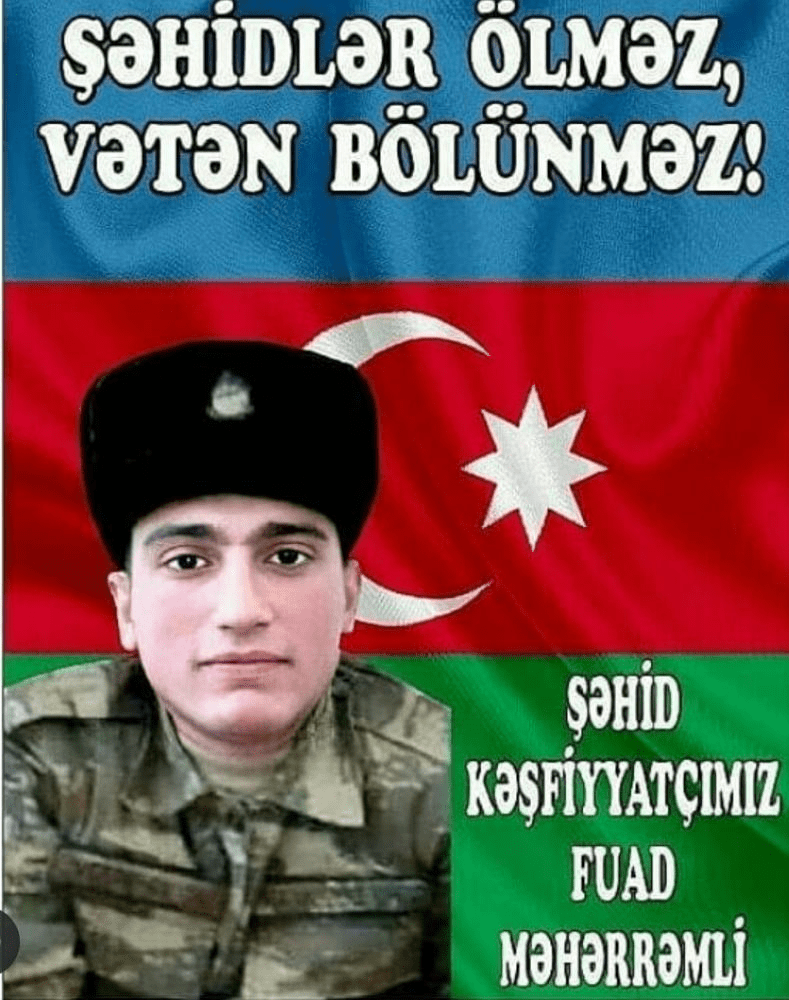 ŞƏHİDLƏR ÖLMƏZ,
VƏTƏN BÖLÜNMƏZ!
ŞƏHİD
KƏŞFİYYATÇIMIZ
FUAD
MƏHƏRRƏMLİ